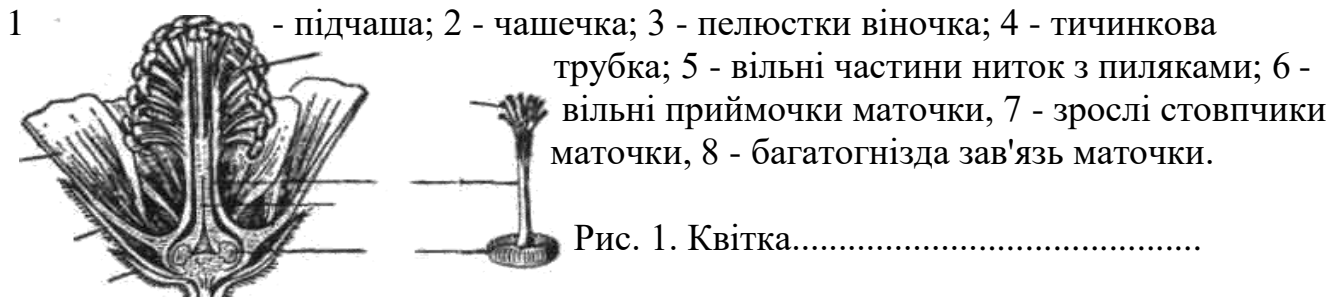 1 - підчаша; 2 - чашечка; 3 - пелюстки віночка; 4 - тичинкова
трубка; 5 - вільні частини ниток з пиляками; 6 -
вільні приймочки маточки, 7 - зрослі стовпчики
маточки, 8 - багатогнізда зав'язь маточки.
Рис. 1. Квітка...........................................